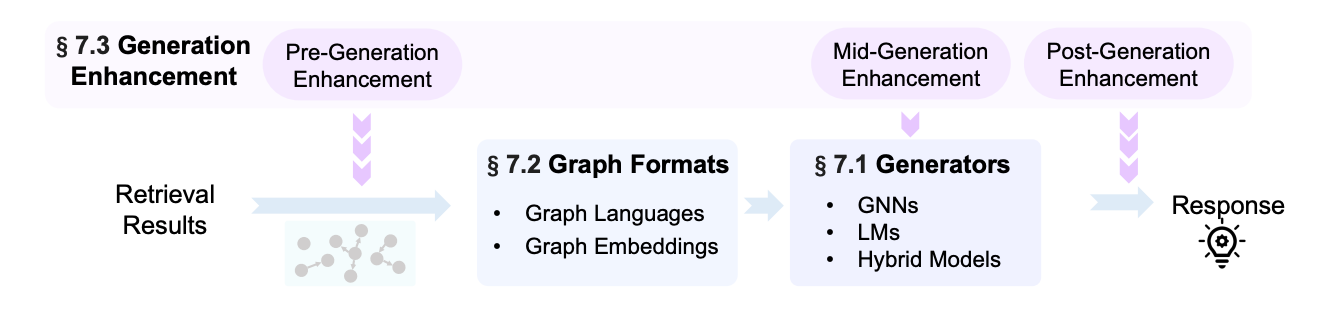 § 7.3 Generation
Enhancement
Pre-Generation
Enhancement
Mid-Generation
Enhancement
Post-Generation
Enhancement
Retrieval
Results
§ 7.2 Graph Formats
• Graph Languages
• Graph Embeddings
§ 7.1 Generators
• GNNs
• LMs
• Hybrid Models
Response